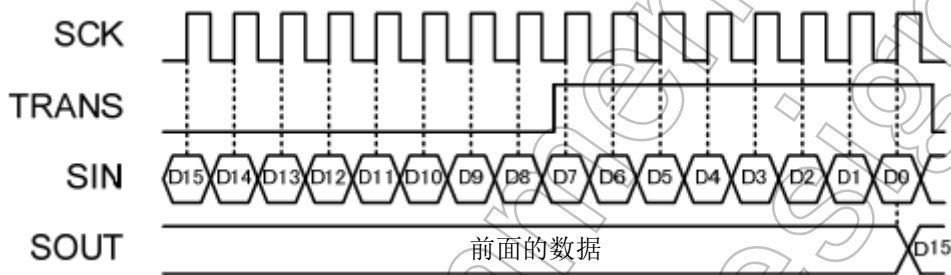 SCK
TRANS
SIN D15 D14 D13 D12 D11 D10 D9 D8 D7 D6 D5 D4 D3 D2 D1 D0
SOUT 前面的数据 D15